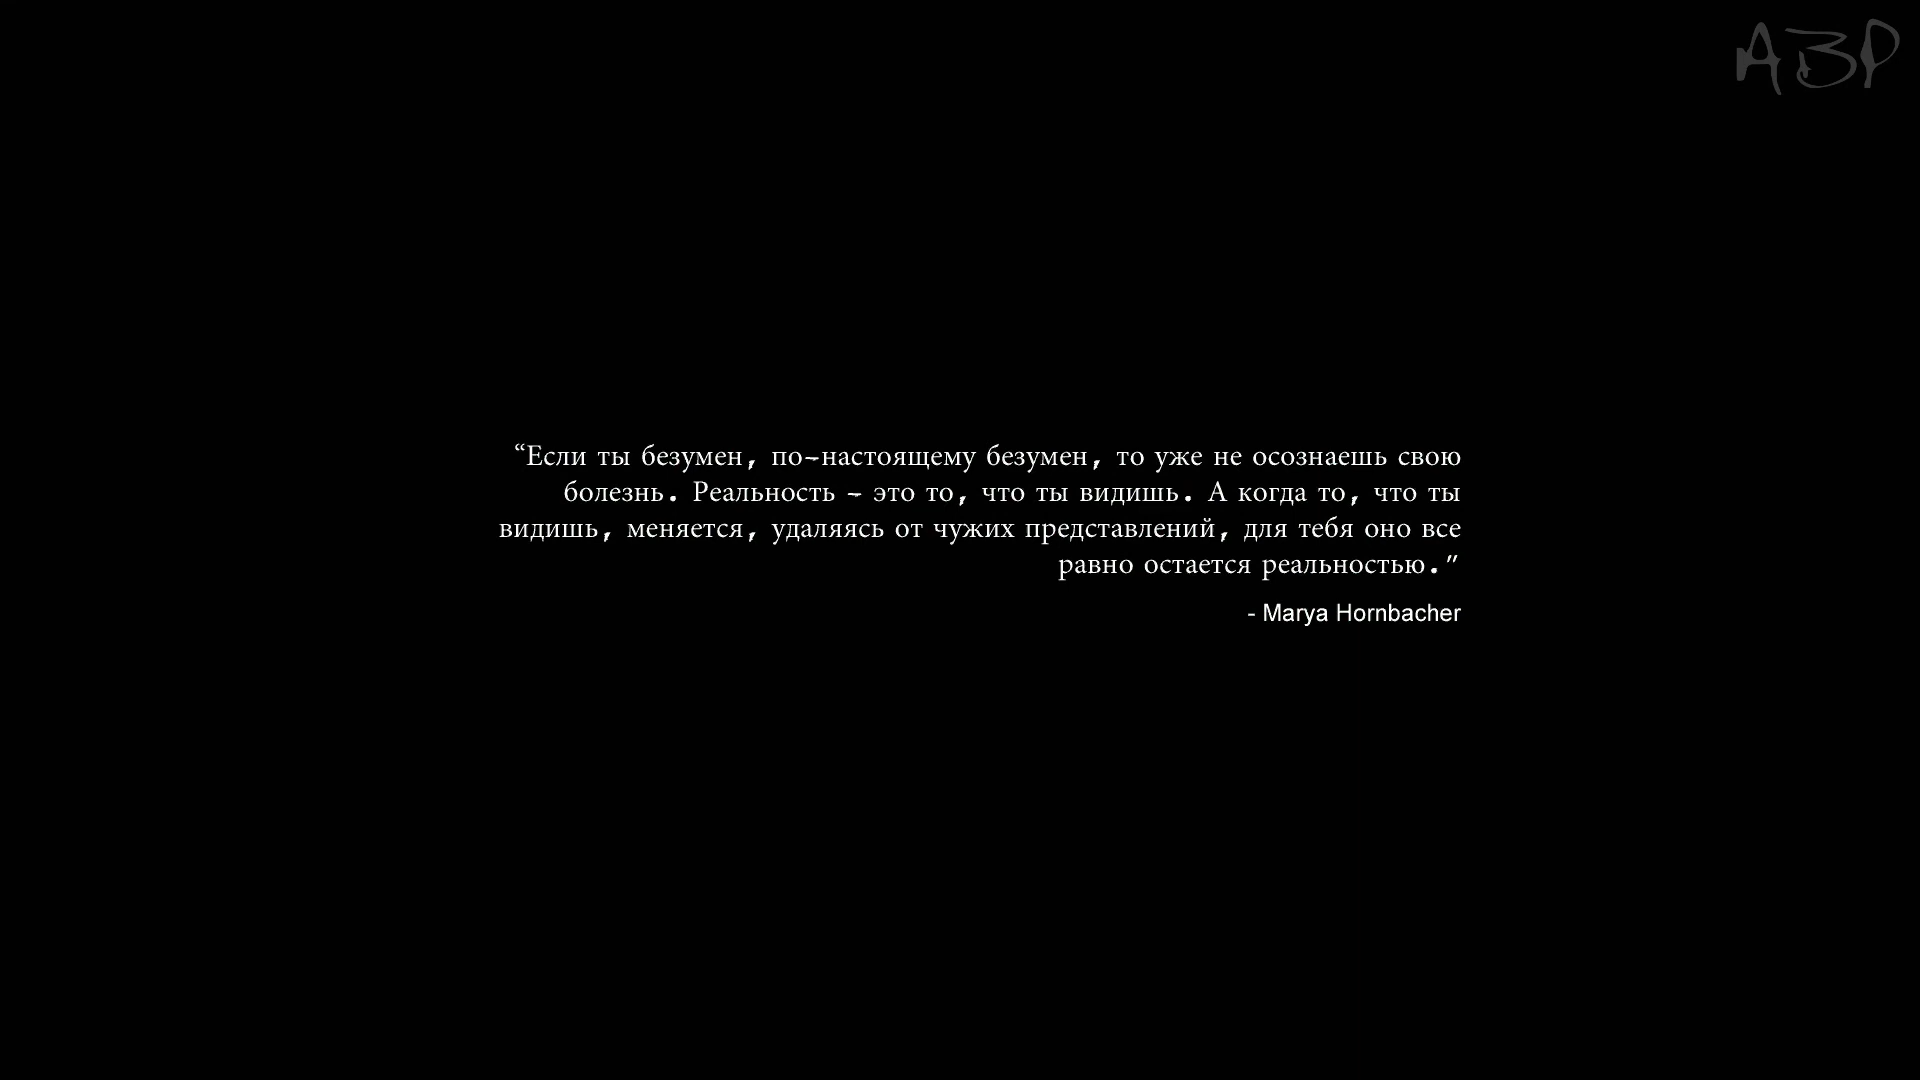 АЗР
“Если ты безумен, по-настоящему безумен, то уже не осознаешь свою
болезнь. Реальность - это то, что ты видишь. А когда то, что ты
видишь, меняется, удаляясь от чужих представлений, для тебя оно все
равно остается реальностью.”
- Marya Hornbacher